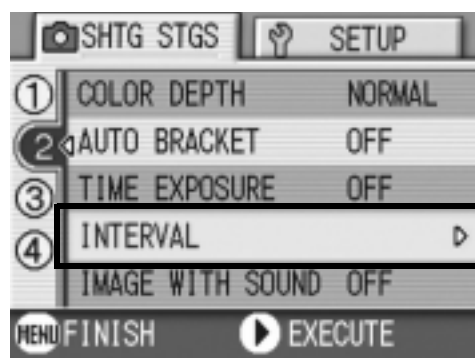 SHTG STGS SETUP
1 COLOR DEPTH NORMAL
2 AUTO BRACKET OFF
3 TIME EXPOSURE OFF
4 INTERVAL
IMAGE WITH SOUND OFF
MENU FINISH EXECUTE